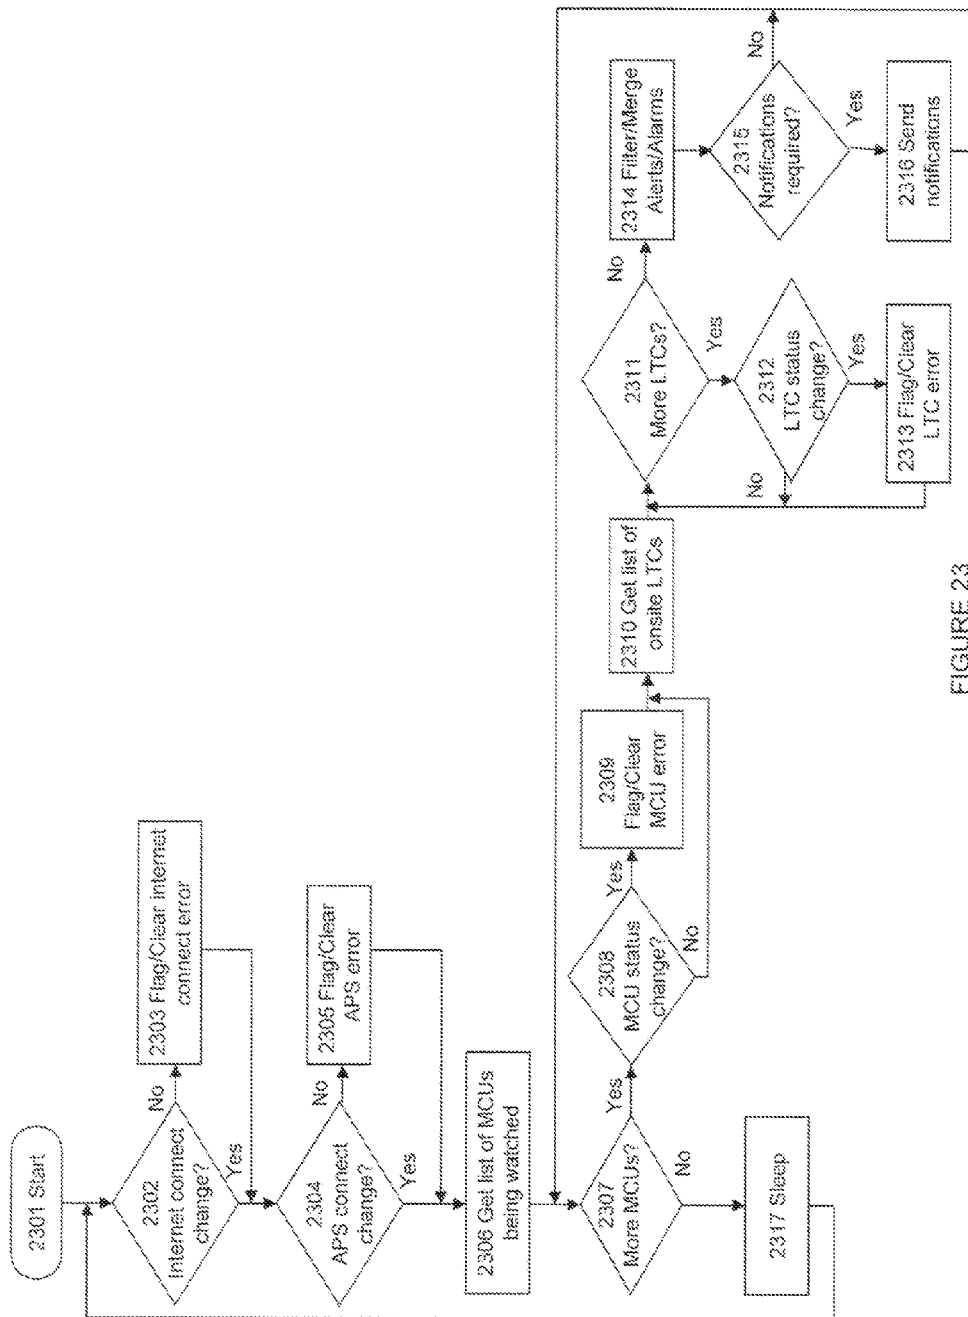 2301 Start
2302
Internet connect
change?
No
Yes
2303 Flag/Clear internet
connect error
2304
APS connect
change?
No
Yes
2305 Flag/Clear
APS error
2306 Get list of MCUs
being watched
2307
More MCUs?
Yes
No
2308
MCU status
change?
Yes
No
2309
Flag/Clear
MCU error
2310 Get list of
onsite LTCs
2311
More LTCs?
No
Yes
2312
LTC status
change?
No
Yes
2313 Flag/Clear
LTC error
2314 Filter/Merge
Alerts/Alarms
2315
Notifications
required?
No
Yes
2316 Send
notifications
2317 Sleep
FIGURE 23